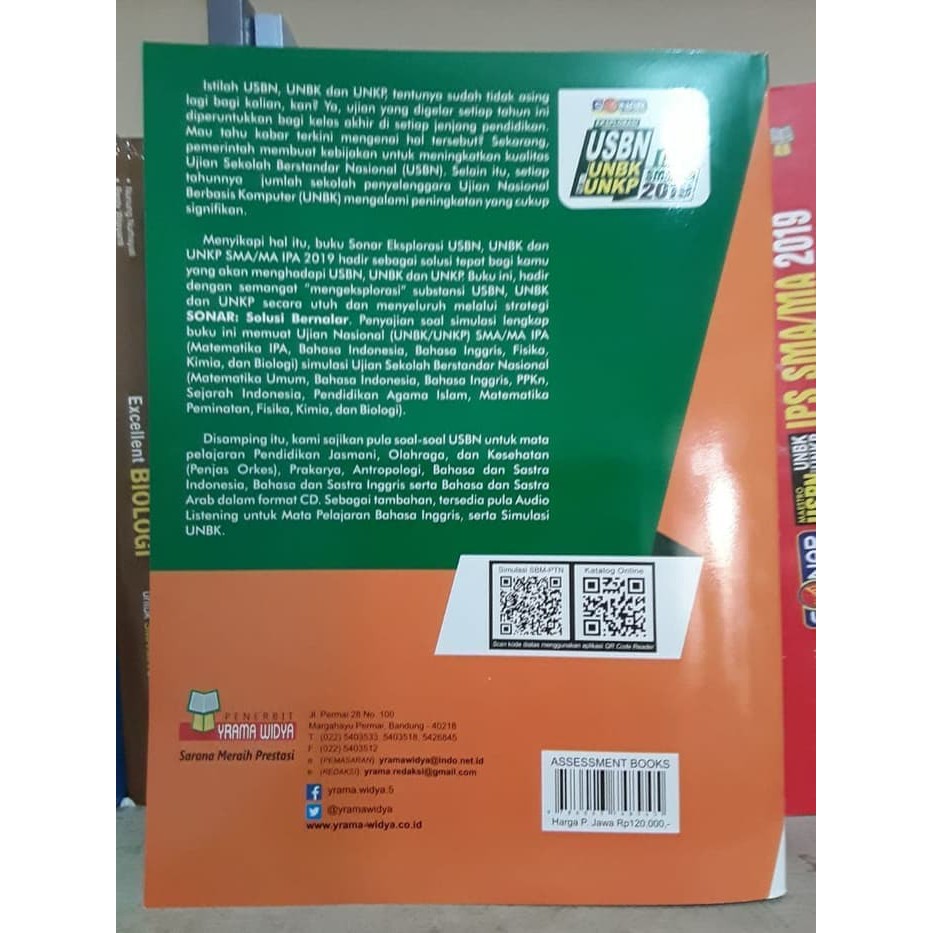 Istilah USBN, UNBK dan UNKP, tentunya sudah tidak asing
lagi bagi kalian, kan? Ya, ujian yang digelar setiap tahun ini
diperuntukkan bagi kelas akhir di setiap jenjang pendidikan.
Mau tahu kabar terkini mengenai hal tersebut? Sekarang,
pemerintah membuat kebijakan untuk meningkatkan kualitas
Ujian Sekolah Berstandar Nasional (USBN). Selain itu, setiap
tahunnya jumlah sekolah penyelenggara Ujian Nasional
Berbasis Komputer (UNBK) mengalami peningkatan yang cukup
signifikan.
Menyikapi hal itu, buku Sonar Eksplorasi USBN, UNBK dan
UNKP SMA/MA IPA 2019 hadir sebagai solusi tepat bagi kamu
yang akan menghadapi USBN, UNBK dan UNKP. Buku ini, hadir
dengan semangat "mengeksplorasi" substansi USBN, UNBK
dan UNKP secara utuh dan menyeluruh melalui strategi
SONAR: Solusi Bernalar. Penyajian soal simulasi lengkap
buku ini memuat Ujian Nasional (UNBK/UNKP) SMA/MA IPA
(Matematika IPA, Bahasa Indonesia, Bahasa Inggris, Fisika,
Kimia, dan Biologi) simulasi Ujian Sekolah Berstandar Nasional
(Matematika Umum, Bahasa Indonesia, Bahasa Inggris, PPKn,
Sejarah Indonesia, Pendidikan Agama Islam, Matematika
Peminatan, Fisika, Kimia, dan Biologi).
Disamping itu, kami sajikan pula soal-soal USBN untuk mata
pelajaran Pendidikan Jasmani, Olahraga, dan Kesehatan
(Penjas Orkes), Prakarya, Antropologi, Bahasa dan Sastra
Indonesia, Bahasa dan Sastra Inggris serta Bahasa dan Sastra
Arab dalam format CD. Sebagai tambahan, tersedia pula Audio
Listening untuk Mata Pelajaran Bahasa Inggris, serta Simulasi
UNBK.
EKSPLORASI
USBN
UNBK
UNKP
2019
Simulasi SBM-PTN
Katalog Online
Scan kode diatas menggunakan aplikasi QR Code Reader
PENERBIT
YRAMA WIDYA
Sarana Meraih Prestasi
Jl. Permai 28 No. 100
Margahayu Permai, Bandung - 40218
T : (022) 5403533, 5403518, 5426845
F : (022) 5403512
e : (PEMASARAN) yramawidya@indo.net.id
e : (REDAKSI) yrama.redaksi@gmail.com
yrama.widya.5
@yramawidya
www.yrama-widya.co.id
ASSESSMENT BOOKS
Harga P. Jawa Rp120.000,-
Excellent BIOLOGI
UNBK
IPS SMA/MA 2019